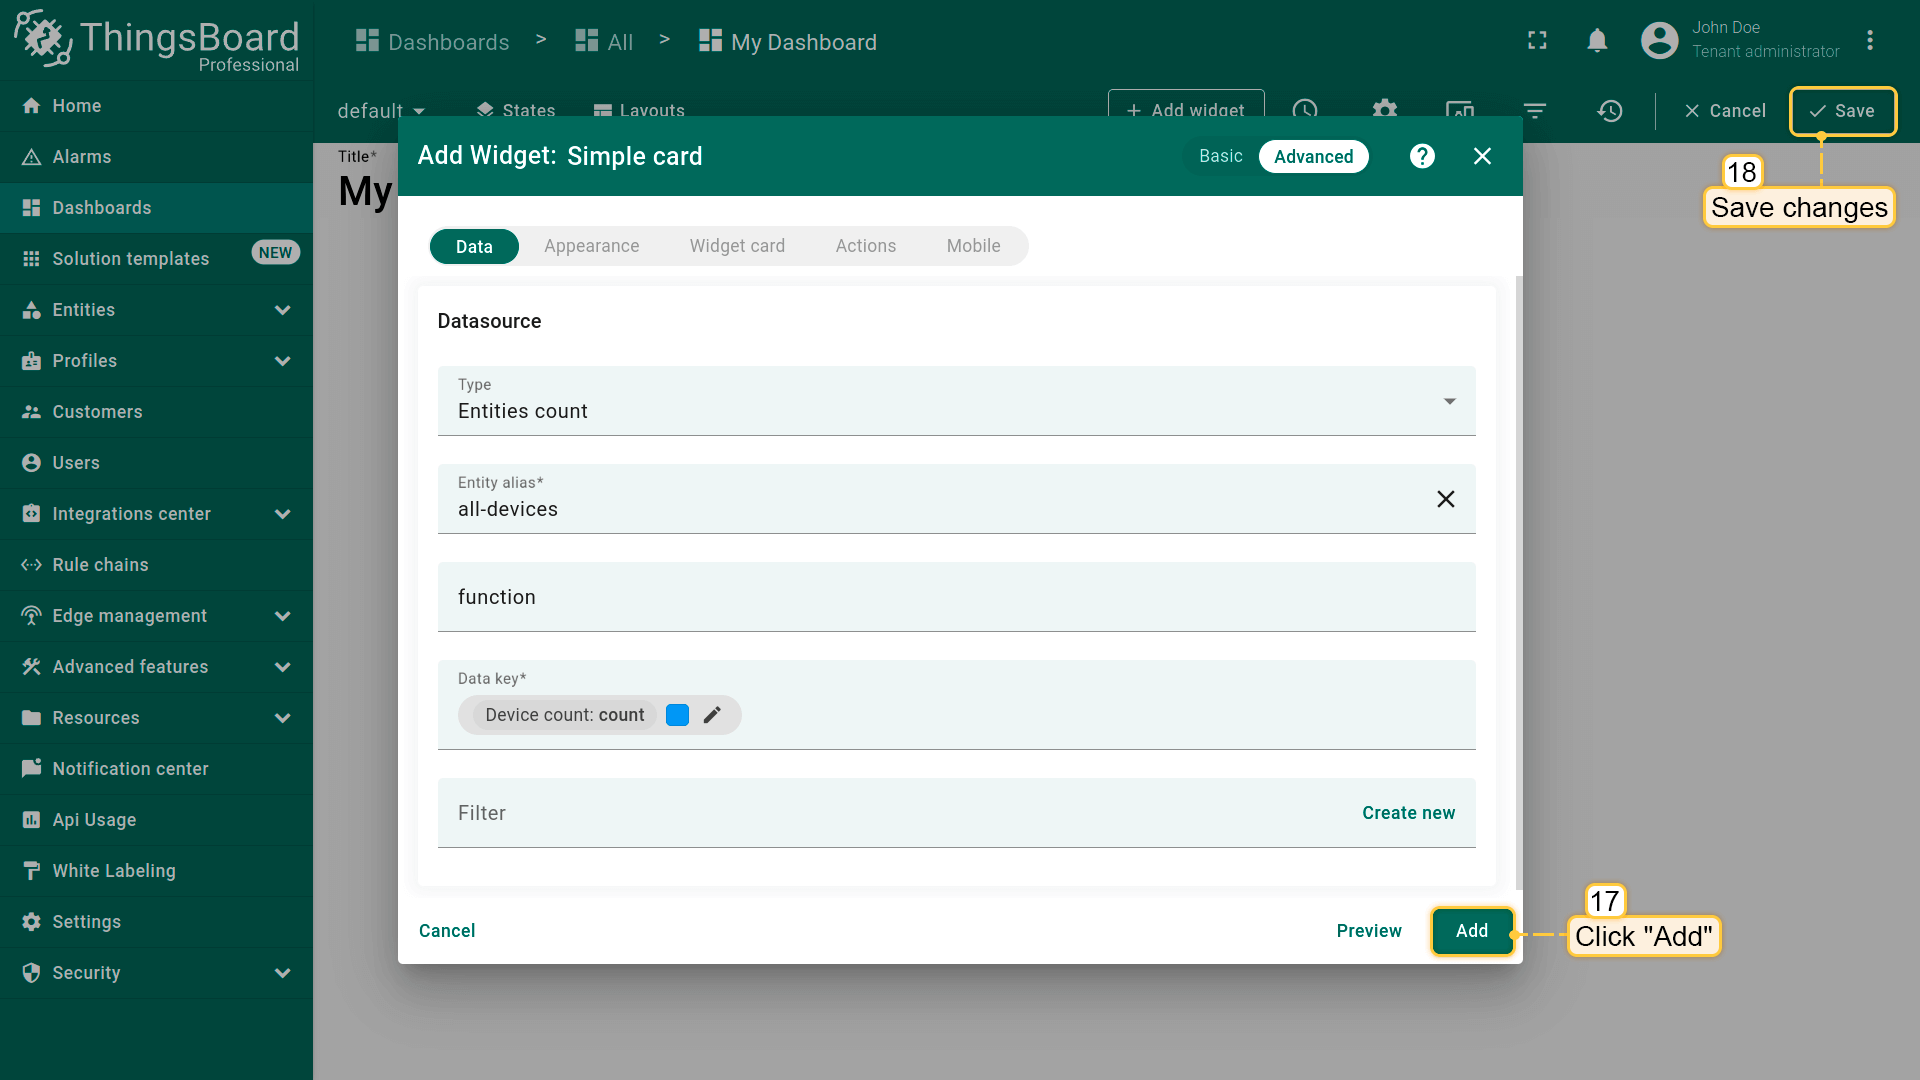 ThingsBoard
Professional
Home
Alarms
Dashboards
Solution templates NEW
Entities
Profiles
Customers
Users
Integrations center
Rule chains
Edge management
Advanced features
Resources
Notification center
Api Usage
White Labeling
Settings
Security
Dashboards > All > My Dashboard
John Doe
Tenant administrator
default States Layouts + Add widget Cancel Save
Title*
My
18
Save changes
Add Widget: Simple card Basic Advanced ?
Data Appearance Widget card Actions Mobile
Datasource
Type
Entities count
Entity alias*
all-devices
function
Data key*
Device count: count
Filter Create new
Cancel Preview Add
17
Click "Add"